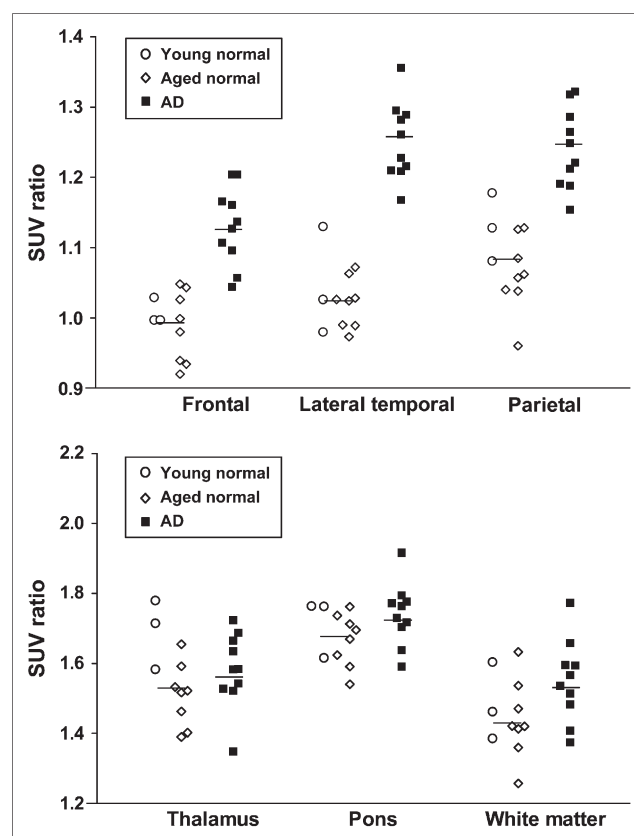 1.4
Young normal
Aged normal
AD
1.3
1.2
SUV ratio
1.1
1.0
0.9
Frontal Lateral temporal Parietal
2.2
Young normal
Aged normal
AD
2.0
1.8
SUV ratio
1.6
1.4
1.2
Thalamus Pons White matter